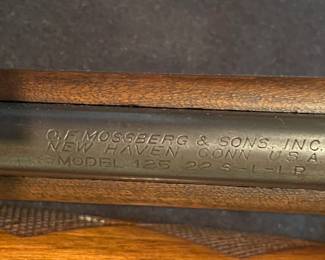 O.F. MOSSBERG & SONS, INC.
NEW HAVEN CONN. U.S.A.
MODEL 125 22 S-L-LR